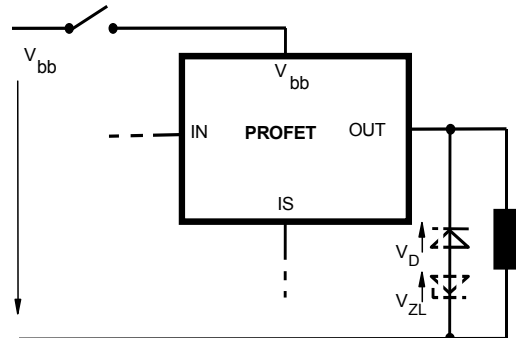 V bb
V bb
IN PROFET OUT
IS
V D
V ZL